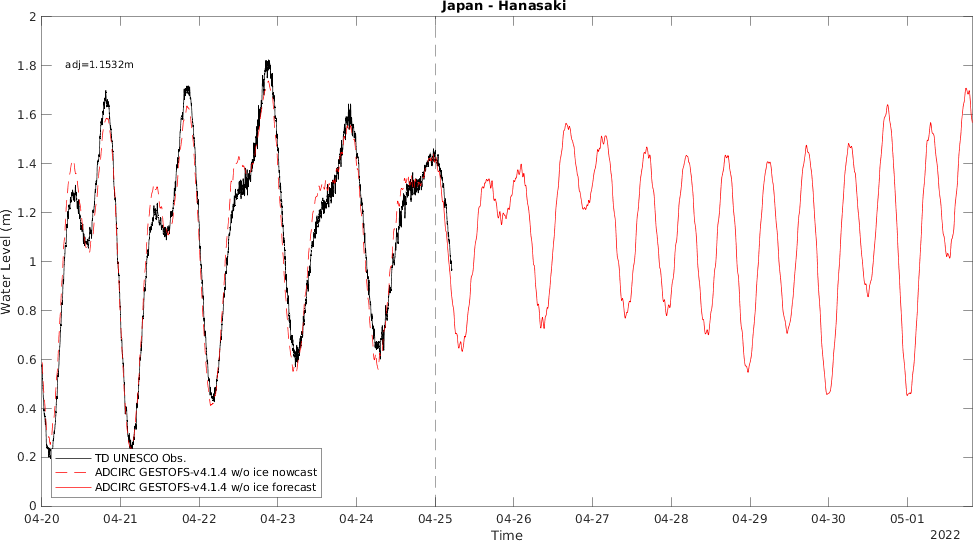 Japan - Hanasaki
2
1.8
1.6
1.4
1.2
1
0.8
0.6
0.4
0.2
0
Water Level (m)
adj=1.1532m
TD UNESCO Obs.
ADCIRC GESTOFS-v4.1.4 w/o ice nowcast
ADCIRC GESTOFS-v4.1.4 w/o ice forecast
04-20 04-21 04-22 04-23 04-24 04-25 04-26 04-27 04-28 04-29 04-30 05-01
Time
2022